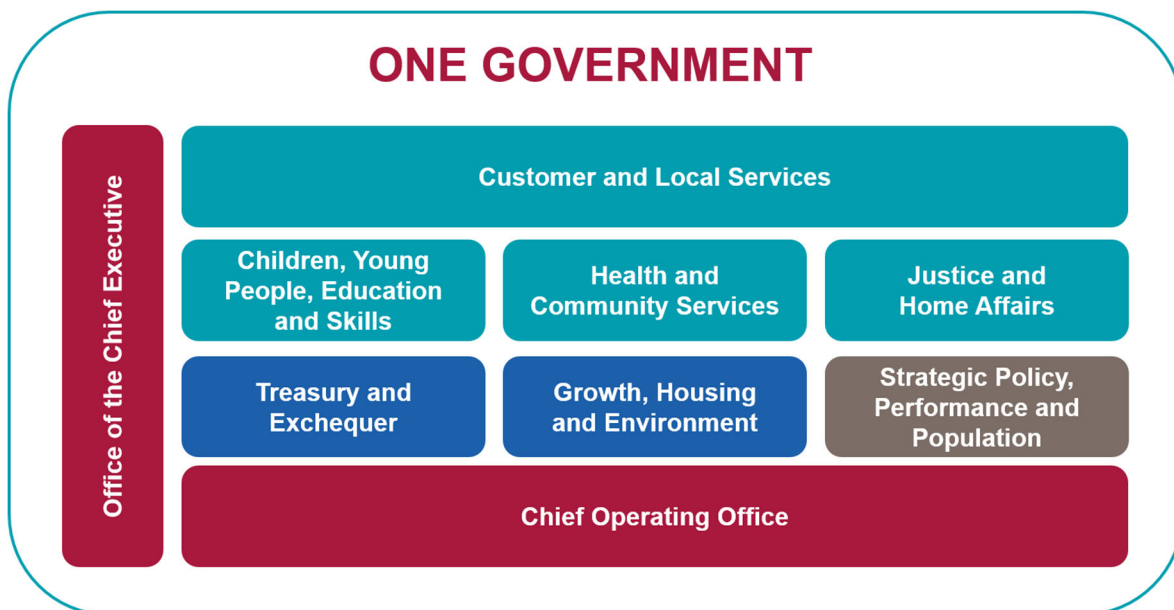 ONE GOVERNMENT
Office of the Chief Executive
Customer and Local Services
Children, Young
People, Education
and Skills
Health and
Community Services
Justice and
Home Affairs
Treasury and
Exchequer
Growth, Housing
and Environment
Strategic Policy,
Performance and
Population
Chief Operating Office